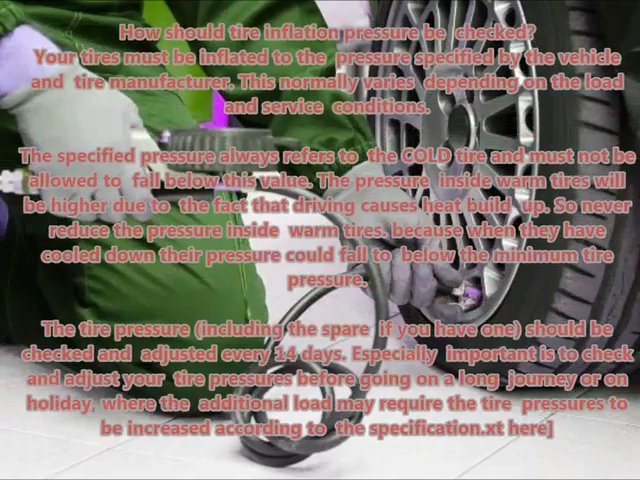 How should tire inflation pressure be checked?
Your tires must be inflated to the pressure specified by the vehicle
and tire manufacturer. This normally varies depending on the load
and service conditions.
The specified pressure always refers to the COLD tire and must not be
allowed to fall below this value. The pressure inside warm tires will
be higher due to the fact that driving causes heat build up. So never
reduce the pressure inside warm tires. because when they have
cooled down their pressure could fall to below the minimum tire
pressure.
The tire pressure (including the spare if you have one) should be
checked and adjusted every 14 days. Especially important is to check
and adjust your tire pressures before going on a long journey or on
holiday, where the additional load may require the tire pressures to
be increased according to the specification.xt here]